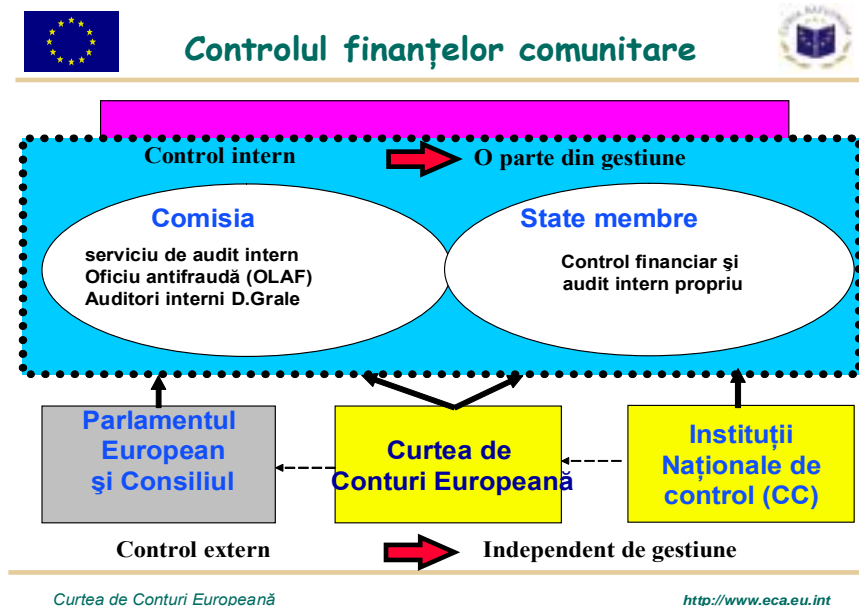 Controlul finanțelor comunitare
Control intern
O parte din gestiune
Comisia
serviciu de audit intern
Oficiu antifraudă (OLAF)
Auditori interni D.Grale
State membre
Control financiar şi
audit intern propriu
Parlamentul
European
şi Consiliul
Curtea de
Conturi Europeană
Instituții
Naționale de
control (CC)
Control extern
Independent de gestiune
Curtea de Conturi Europeană
http://www.eca.eu.int